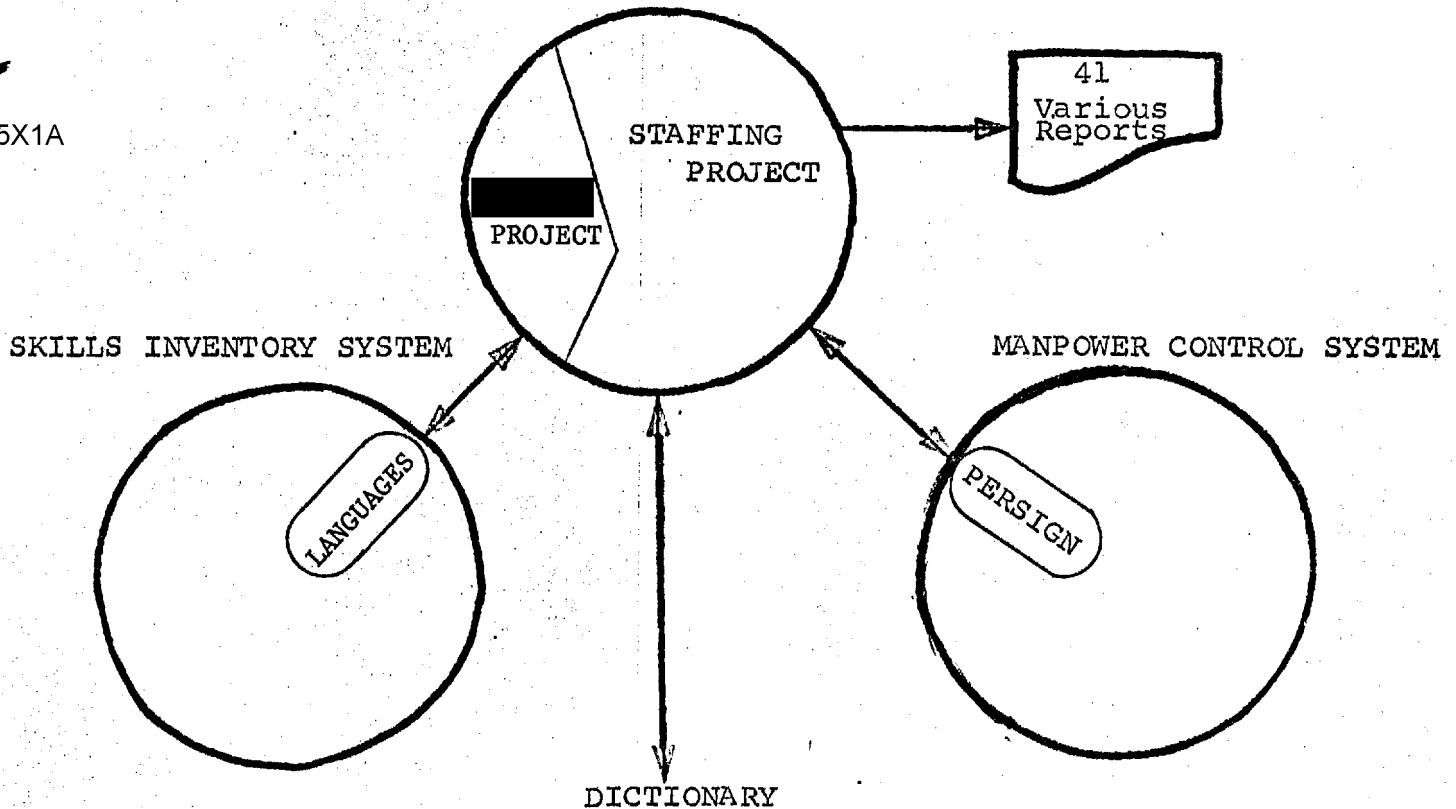 5X1A
41
Various
Reports
STAFFING
PROJECT
PROJECT
SKILLS INVENTORY SYSTEM
MANPOWER CONTROL SYSTEM
LANGUAGES
PERSIGN
DICTIONARY